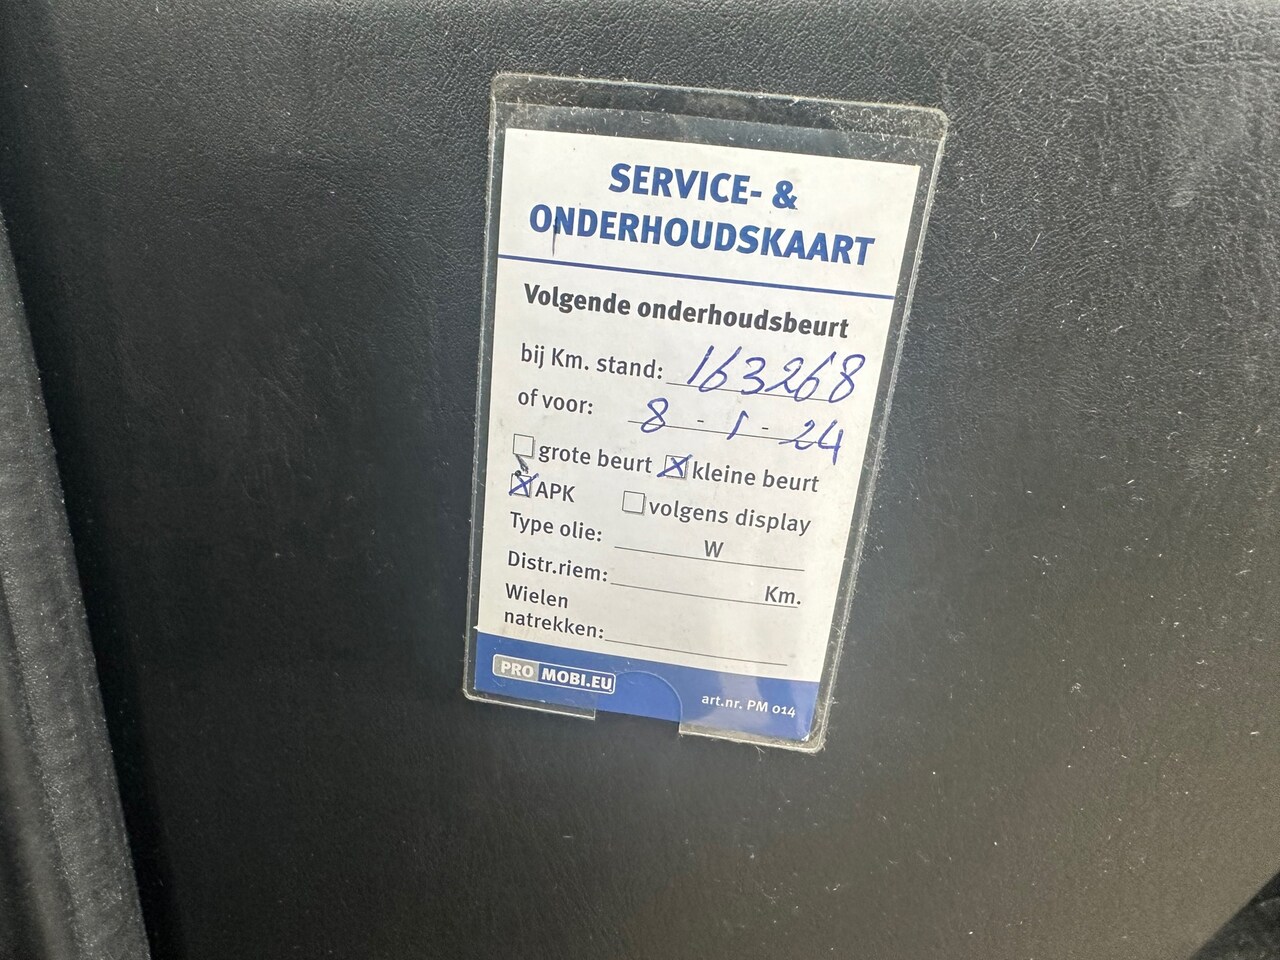 SERVICE- &
ONDERHOUDSKAART
Volgende onderhoudsbeurt
bij Km. stand: 163268
of voor: 8 - 1 - 24
grote beurt kleine beurt
APK volgens display
Type olie: W
Distr.riem: Km.
Wielen
natrekken:
PRO MOBI.EU art.nr. PM 014